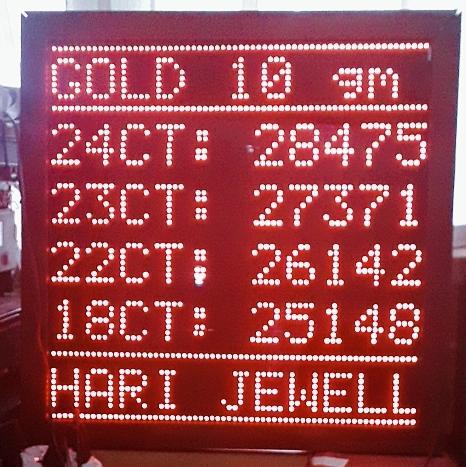 GOLD 10 gm
24CT: 28475
23CT: 27371
22CT: 26142
18CT: 25148
HARI JEWELL